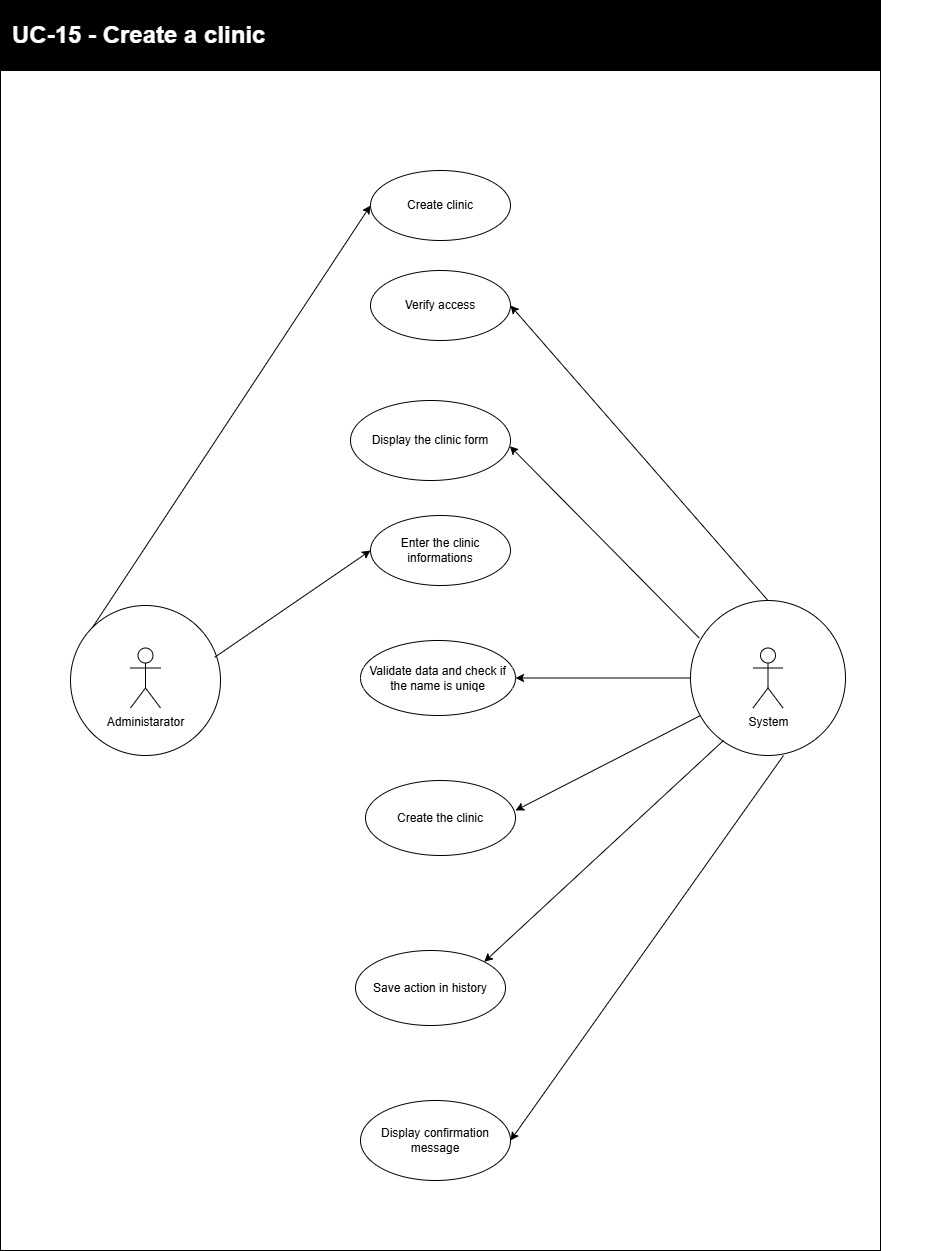 UC-15 - Create a clinic
Create clinic
Verify access
Display the clinic form
Enter the clinic
informations
Validate data and check if
the name is uniqe
Administarator
System
Create the clinic
Save action in history
Display confirmation
message